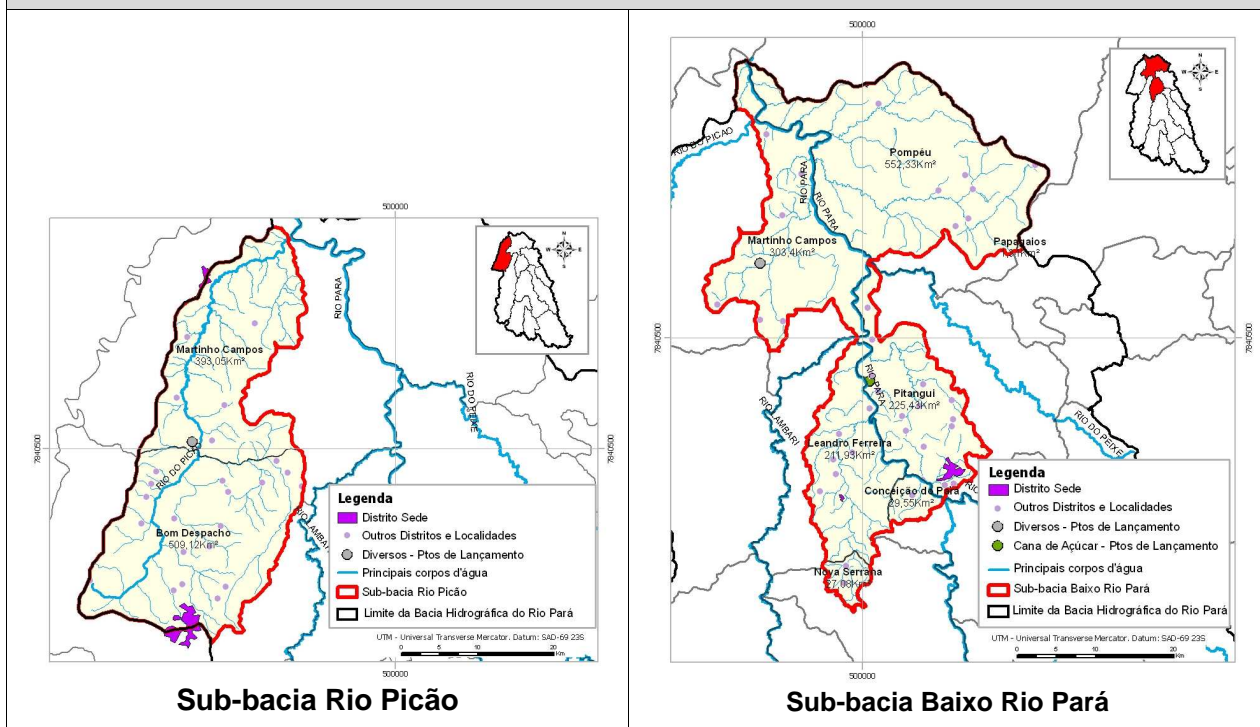 500000
7840500
RIO PARÁ
RIO DO PEIXE
RIO DO PICÃO
RIO LAMBARI
Martinho Campos
393,05Km²
Bom Despacho
509,12Km²
N
W
E
S
Legenda
Distrito Sede
Outros Distritos e Localidades
Diversos - Ptos de Lançamento
Principais corpos d'água
Sub-bacia Rio Picão
Limite da Bacia Hidrográfica do Rio Pará
UTM - Universal Transverse Mercator. Datum: SAD-69 23S
0 5 10 20
Km
500000
Sub-bacia Rio Picão
500000
N
W
E
S
RIO DO PICAO
Pompéu
552,33Km²
RIO PARÁ
RIO PARÁ
Martinho Campos
303,4Km²
Papagaios
7840500
7840500
RIO PARÁ
Pitangui
225,43Km²
RIO LAMBARI
RIO DO PEIXE
Leandro Ferreira
211,93Km²
Conceição do Pará
29,55Km²
RIO
Nova Serrana
27,08Km²
Legenda
Distrito Sede
Outros Distritos e Localidades
Diversos - Ptos de Lançamento
Cana de Açúcar - Ptos de Lançamento
Principais corpos d'água
Sub-bacia Baixo Rio Pará
Limite da Bacia Hidrográfica do Rio Pará
UTM - Universal Transverse Mercator. Datum: SAD-69 23S
0 5 10 20
Km
500000
Sub-bacia Baixo Rio Pará